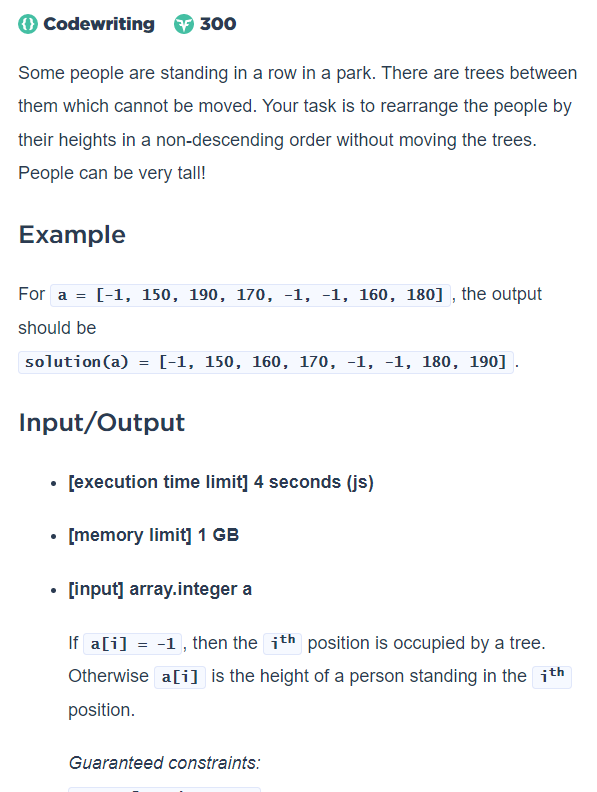 Codewriting 300
Some people are standing in a row in a park. There are trees between
them which cannot be moved. Your task is to rearrange the people by
their heights in a non-descending order without moving the trees.
People can be very tall!
Example
For a = [-1, 150, 190, 170, -1, -1, 160, 180] , the output
should be
solution(a) = [-1, 150, 160, 170, -1, -1, 180, 190] .
Input/Output
• [execution time limit] 4 seconds (js)
• [memory limit] 1 GB
• [input] array.integer a
If a[i] = -1 , then the ith position is occupied by a tree.
Otherwise a[i] is the height of a person standing in the ith
position.
Guaranteed constraints: